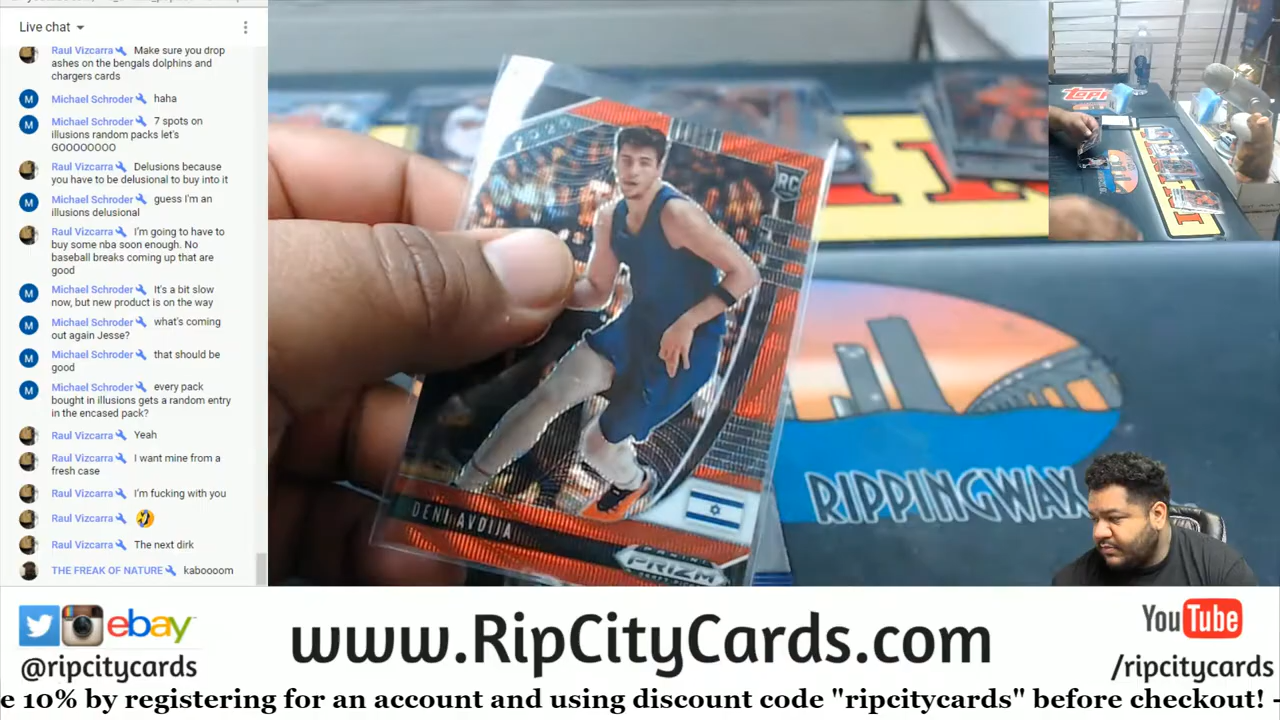 Live chat
Raul Vizcarra Make sure you drop
ashes on the bengals dolphins and
chargers cards
Michael Schroder haha
Michael Schroder 7 spots on
illusions random packs let's
GOOOOOOOO
Raul Vizcarra Delusions because
you have to be delusional to buy into it
Michael Schroder guess I'm an
illusions delusional
Raul Vizcarra I'm going to have to
buy some nba soon enough. No
baseball breaks coming up that are
good
Michael Schroder It's a bit slow
now, but new product is on the way
Michael Schroder what's coming
out again Jesse?
Michael Schroder that should be
good
Michael Schroder every pack
bought in illusions gets a random entry
in the encased pack?
Raul Vizcarra Yeah
Raul Vizcarra I want mine from a
fresh case
Raul Vizcarra I'm fucking with you
Raul Vizcarra
Raul Vizcarra The next dirk
THE FREAK OF NATURE kaboooom
M
M
M
M
M
M
M
RC
DENI AVDIJA
PRIZM
topps
RIPPINGWAX
ebay
@ripcitycards
www.RipCityCards.com
YouTube
/ripcitycards
e 10% by registering for an account and using discount code "ripcitycards" before checkout! -